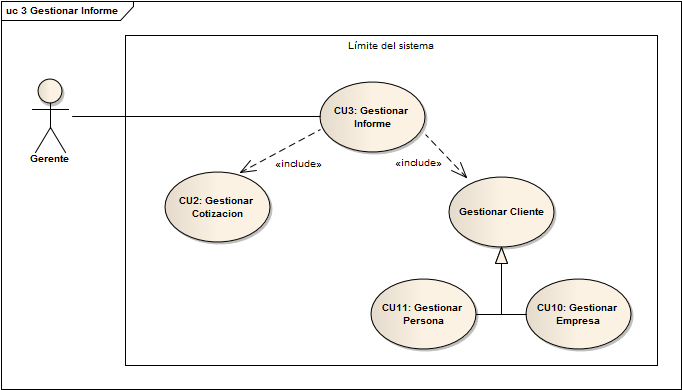 uc 3 Gestionar Informe
Límite del sistema
CU3: Gestionar
Informe
Gerente
«include»
«include»
CU2: Gestionar
Cotizacion
Gestionar Cliente
CU11: Gestionar
Persona
CU10: Gestionar
Empresa